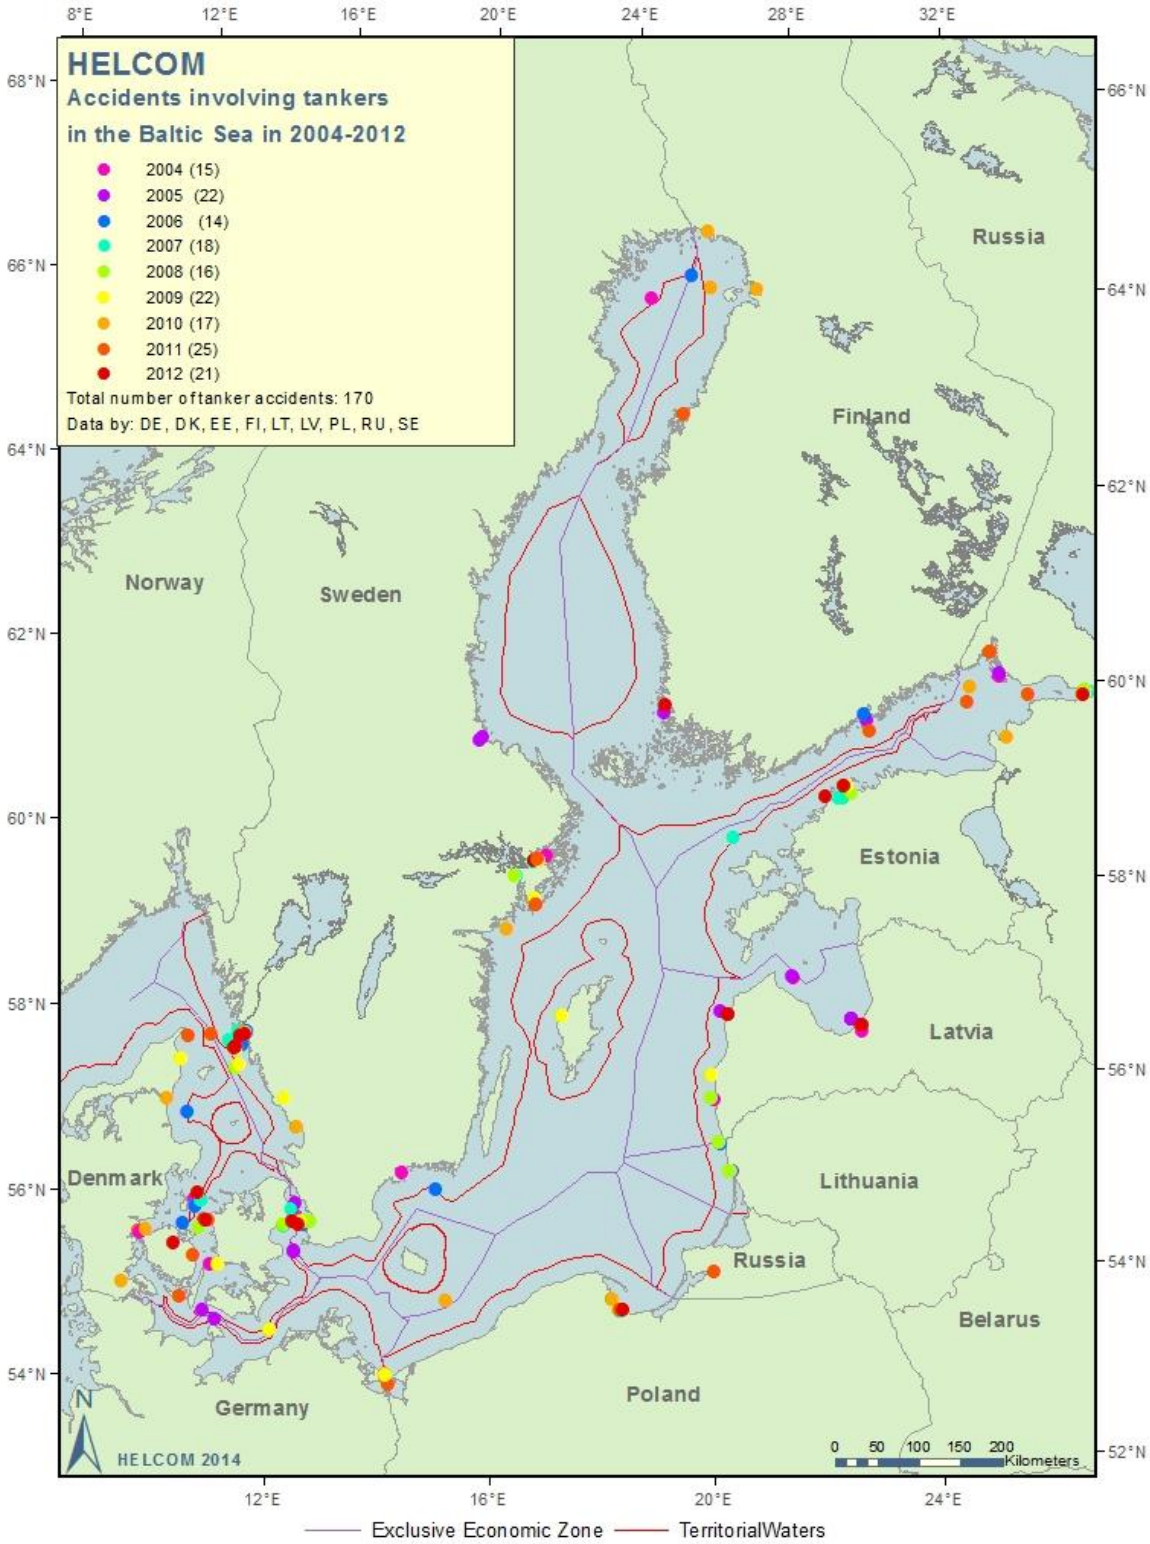 8°E 12°E 16°E 20°E 24°E 28°E 32°E
HELCOM
Accidents involving tankers
in the Baltic Sea in 2004-2012
2004 (15)
2005 (22)
2006 (14)
2007 (18)
2008 (16)
2009 (22)
2010 (17)
2011 (25)
2012 (21)
Total number of tanker accidents: 170
Data by: DE, DK, EE, FI, LT, LV, PL, RU, SE
68°N
66°N
Russia
66°N
64°N
Finland
64°N
62°N
Norway
Sweden
62°N
60°N
60°N
Estonia
58°N
58°N
Latvia
56°N
Denmark
Lithuania
56°N
54°N
Russia
Belarus
54°N
Poland
Germany
N
HELCOM 2014
0 50 100 150 200
Kilometers
52°N
12°E 16°E 20°E 24°E
Exclusive Economic Zone
TerritorialWaters